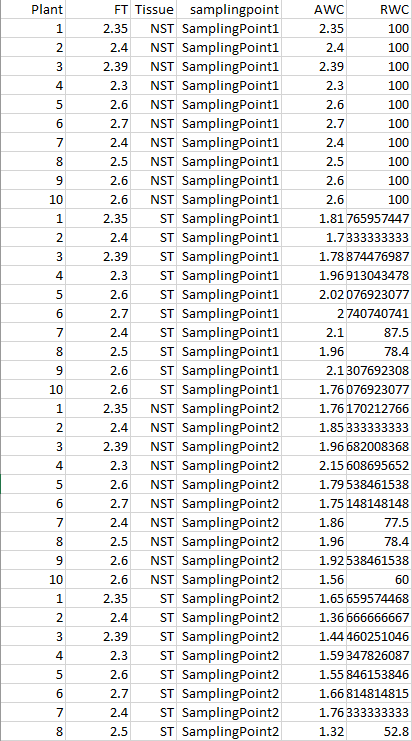 Plant FT Tissue samplingpoint AWC RWC
1 2.35 NST SamplingPoint1 2.35 100
2 2.4 NST SamplingPoint1 2.4 100
3 2.39 NST SamplingPoint1 2.39 100
4 2.3 NST SamplingPoint1 2.3 100
5 2.6 NST SamplingPoint1 2.6 100
6 2.7 NST SamplingPoint1 2.7 100
7 2.4 NST SamplingPoint1 2.4 100
8 2.5 NST SamplingPoint1 2.5 100
9 2.6 NST SamplingPoint1 2.6 100
10 2.6 NST SamplingPoint1 2.6 100
1 2.35 ST SamplingPoint1 1.81 765957447
2 2.4 ST SamplingPoint1 1.7 333333333
3 2.39 ST SamplingPoint1 1.78 874476987
4 2.3 ST SamplingPoint1 1.96 913043478
5 2.6 ST SamplingPoint1 2.02 076923077
6 2.7 ST SamplingPoint1 2 740740741
7 2.4 ST SamplingPoint1 2.1 87.5
8 2.5 ST SamplingPoint1 1.96 78.4
9 2.6 ST SamplingPoint1 2.1 307692308
10 2.6 ST SamplingPoint1 1.76 076923077
1 2.35 NST SamplingPoint2 1.76 170212766
2 2.4 NST SamplingPoint2 1.85 333333333
3 2.39 NST SamplingPoint2 1.96 682008368
4 2.3 NST SamplingPoint2 2.15 608695652
5 2.6 NST SamplingPoint2 1.79 538461538
6 2.7 NST SamplingPoint2 1.75 148148148
7 2.4 NST SamplingPoint2 1.86 77.5
8 2.5 NST SamplingPoint2 1.96 78.4
9 2.6 NST SamplingPoint2 1.92 538461538
10 2.6 NST SamplingPoint2 1.56 60
1 2.35 ST SamplingPoint2 1.65 659574468
2 2.4 ST SamplingPoint2 1.36 666666667
3 2.39 ST SamplingPoint2 1.44 460251046
4 2.3 ST SamplingPoint2 1.59 347826087
5 2.6 ST SamplingPoint2 1.55 846153846
6 2.7 ST SamplingPoint2 1.66 814814815
7 2.4 ST SamplingPoint2 1.76 333333333
8 2.5 ST SamplingPoint2 1.32 52.8